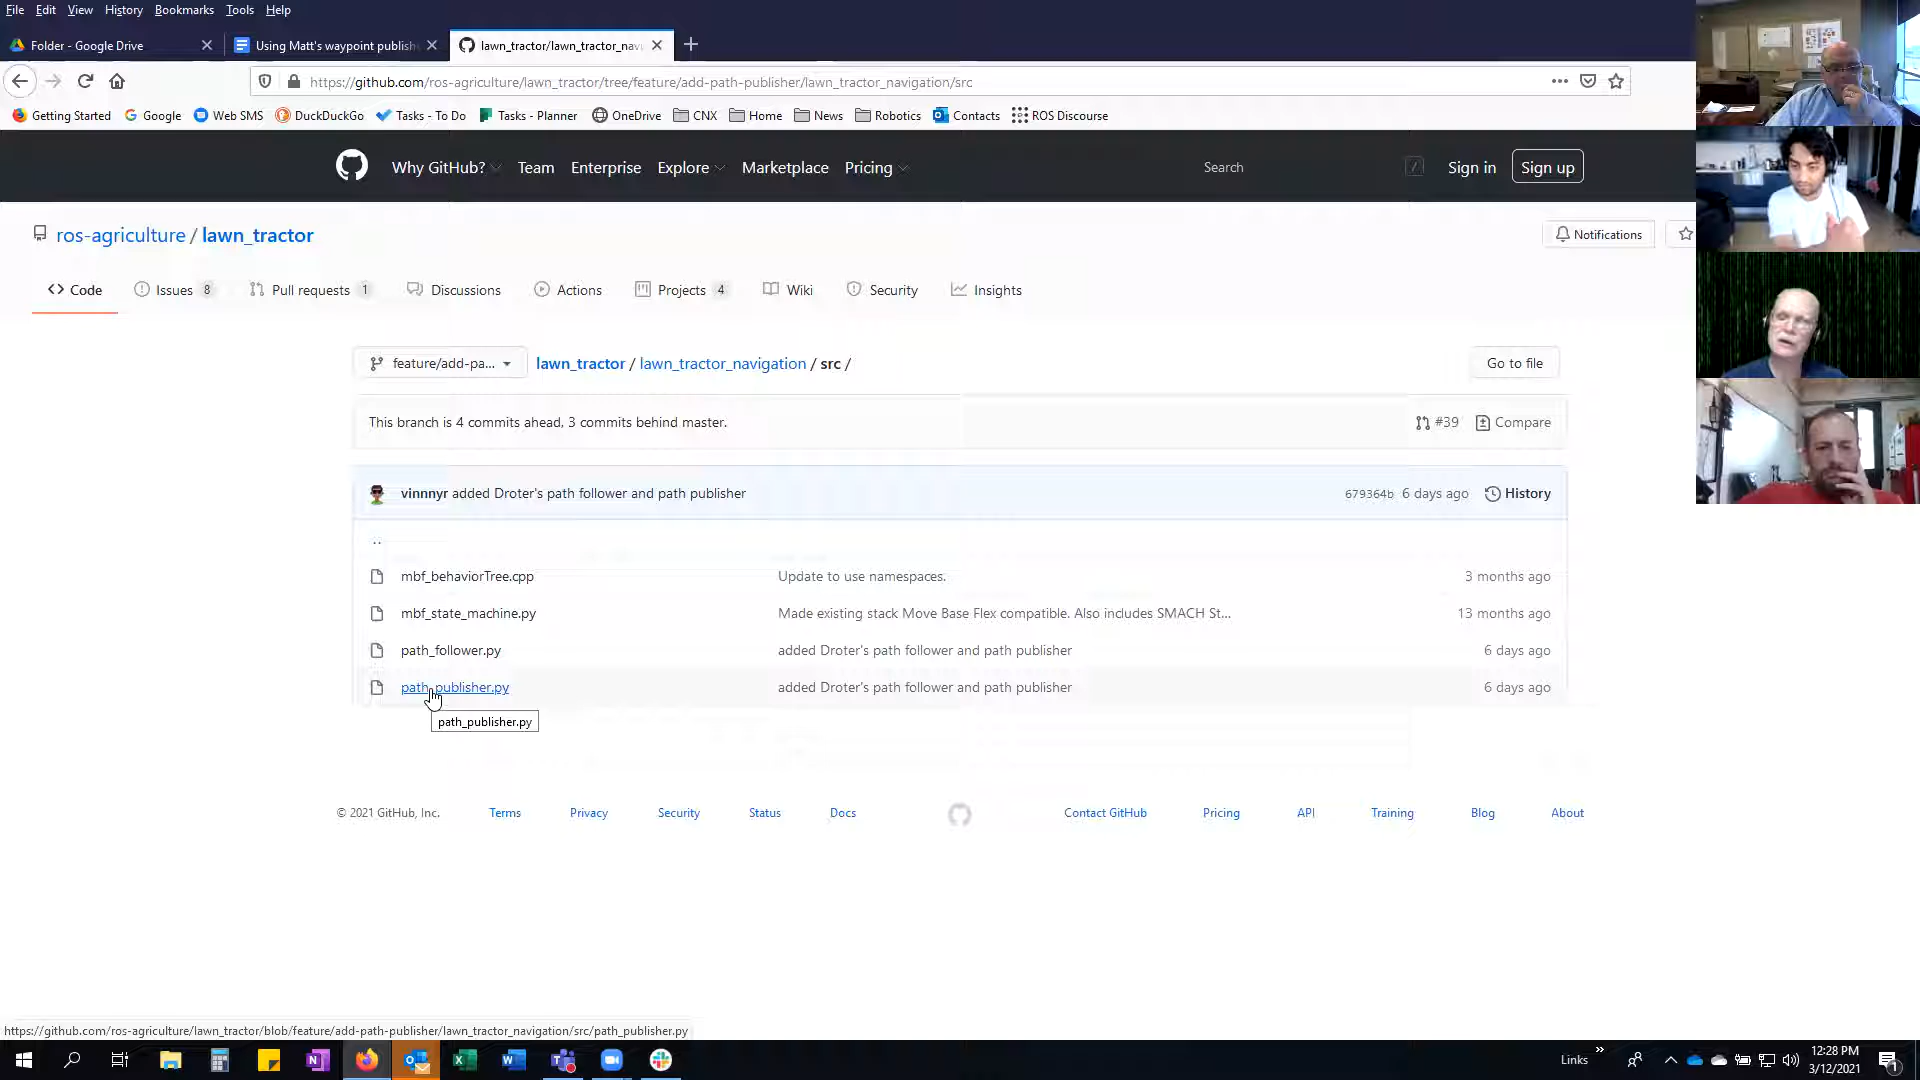 File Edit View History Bookmarks Tools Help
Folder - Google Drive
Using Matt's waypoint publish
lawn_tractor/lawn_tractor_navi
https://github.com/ros-agriculture/lawn_tractor/tree/feature/add-path-publisher/lawn_tractor_navigation/src
Getting Started Google Web SMS DuckDuckGo Tasks - To Do Tasks - Planner OneDrive CNX Home News Robotics Contacts ROS Discourse
Why GitHub? Team Enterprise Explore Marketplace Pricing Search / Sign in Sign up
ros-agriculture / lawn_tractor Notifications
Code Issues 8 Pull requests 1 Discussions Actions Projects 4 Wiki Security Insights
feature/add-pa... lawn_tractor / lawn_tractor_navigation / src / Go to file
This branch is 4 commits ahead, 3 commits behind master. #39 Compare
vinnnyr added Droter's path follower and path publisher 679364b 6 days ago History
..
mbf_behaviorTree.cpp Update to use namespaces. 3 months ago
mbf_state_machine.py Made existing stack Move Base Flex compatible. Also includes SMACH St... 13 months ago
path_follower.py added Droter's path follower and path publisher 6 days ago
path_publisher.py added Droter's path follower and path publisher 6 days ago
path_publisher.py
© 2021 GitHub, Inc. Terms Privacy Security Status Docs Contact GitHub Pricing API Training Blog About
https://github.com/ros-agriculture/lawn_tractor/blob/feature/add-path-publisher/lawn_tractor_navigation/src/path_publisher.py
Links
12:28 PM
3/12/2021